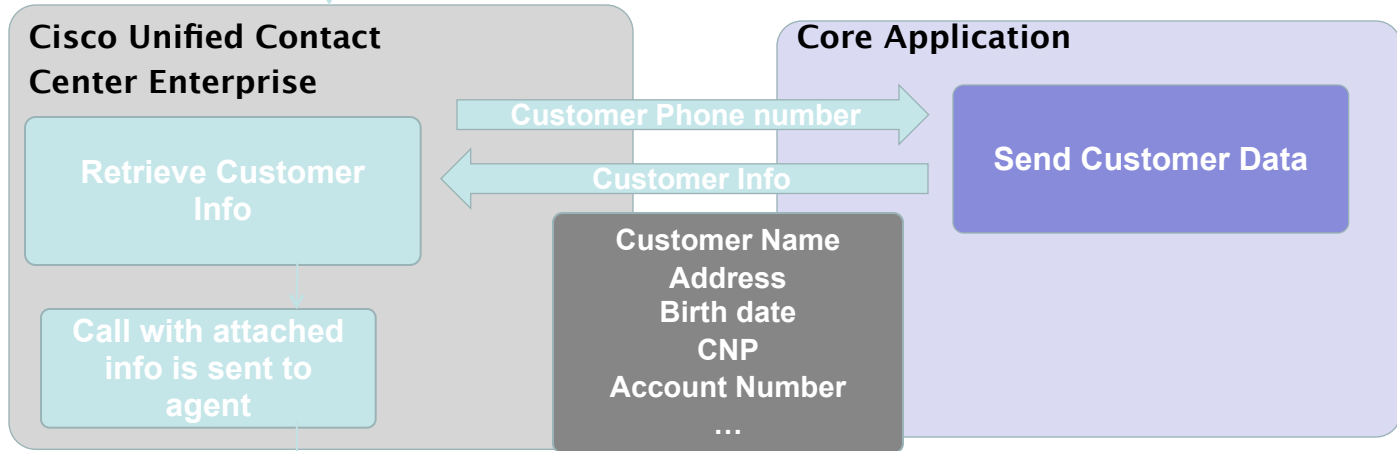 Cisco Unified Contact
Center Enterprise
Core Application
Customer Phone number
Retrieve Customer
Info
Customer Info
Send Customer Data
Customer Name
Address
Birth date
CNP
Account Number
…
Call with attached
info is sent to
agent